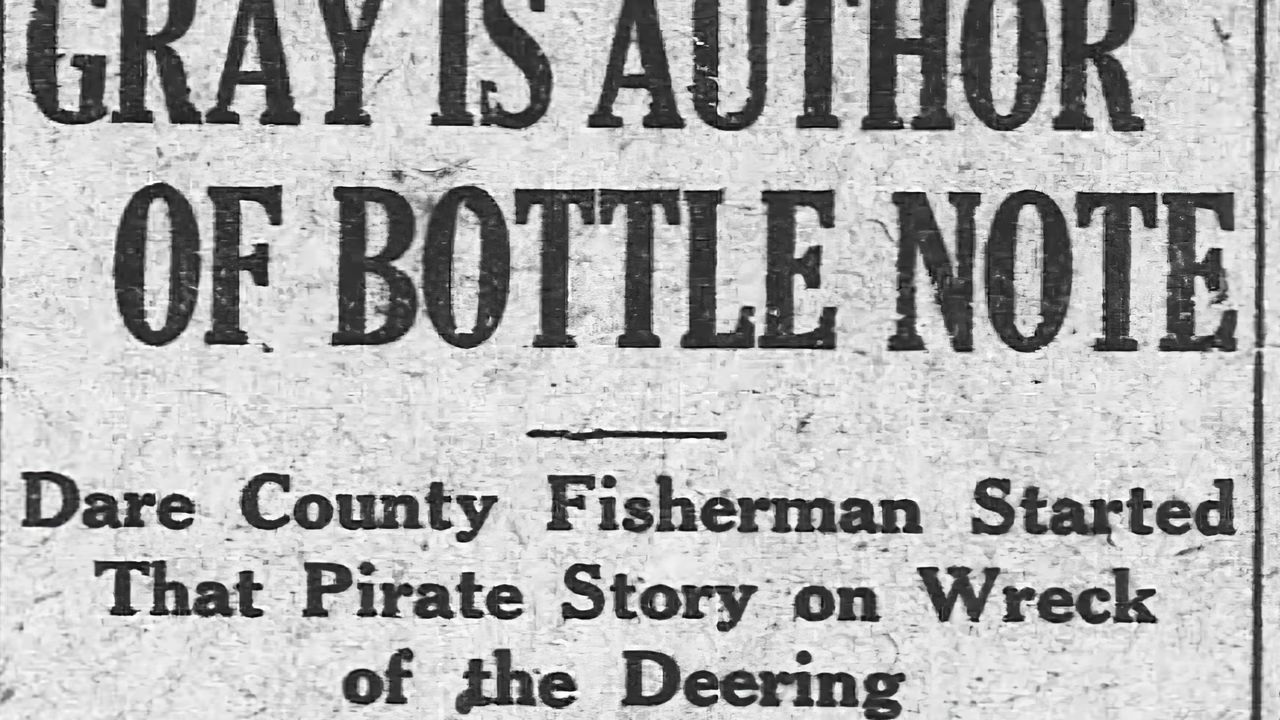 GRAY IS AUTHOR
OF BOTTLE NOTE
Dare County Fisherman Started
That Pirate Story on Wreck
of the Deering